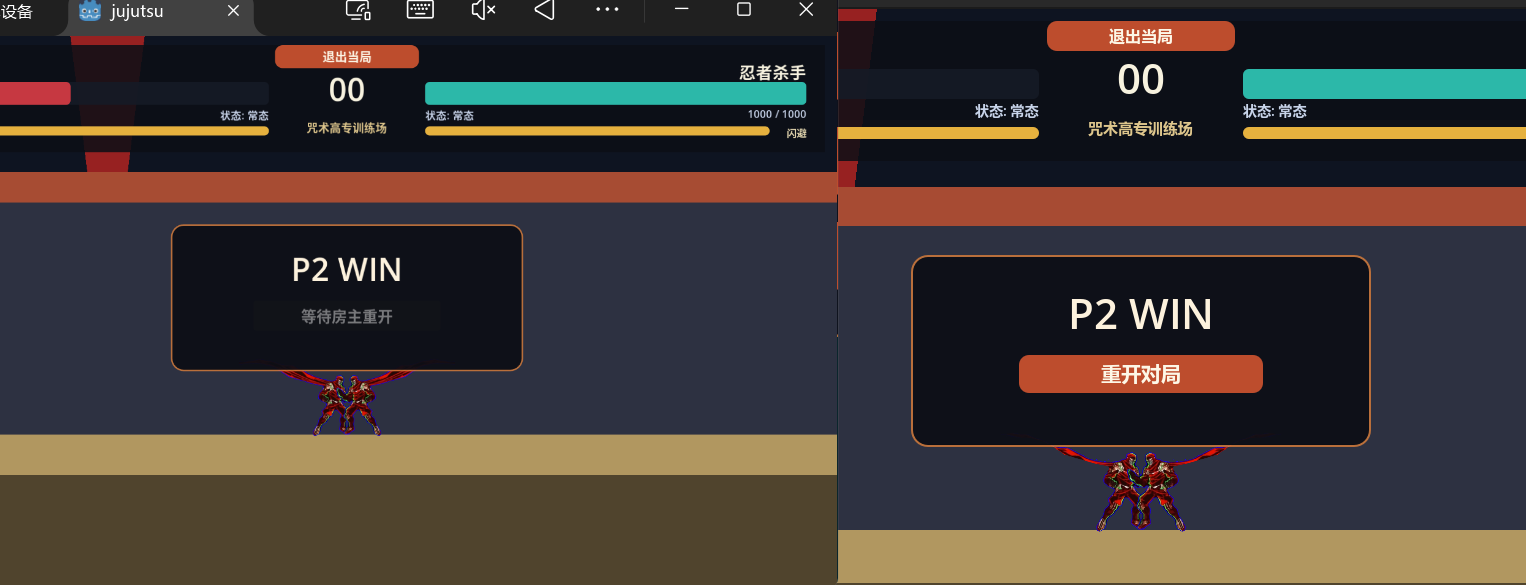 设备
jujutsu
退出当局
00
忍者杀手
状态: 常态
咒术高专训练场
状态: 常态
1000 / 1000
闪避
P2 WIN
等待房主重开
退出当局
00
状态: 常态
咒术高专训练场
状态: 常态
P2 WIN
重开对局